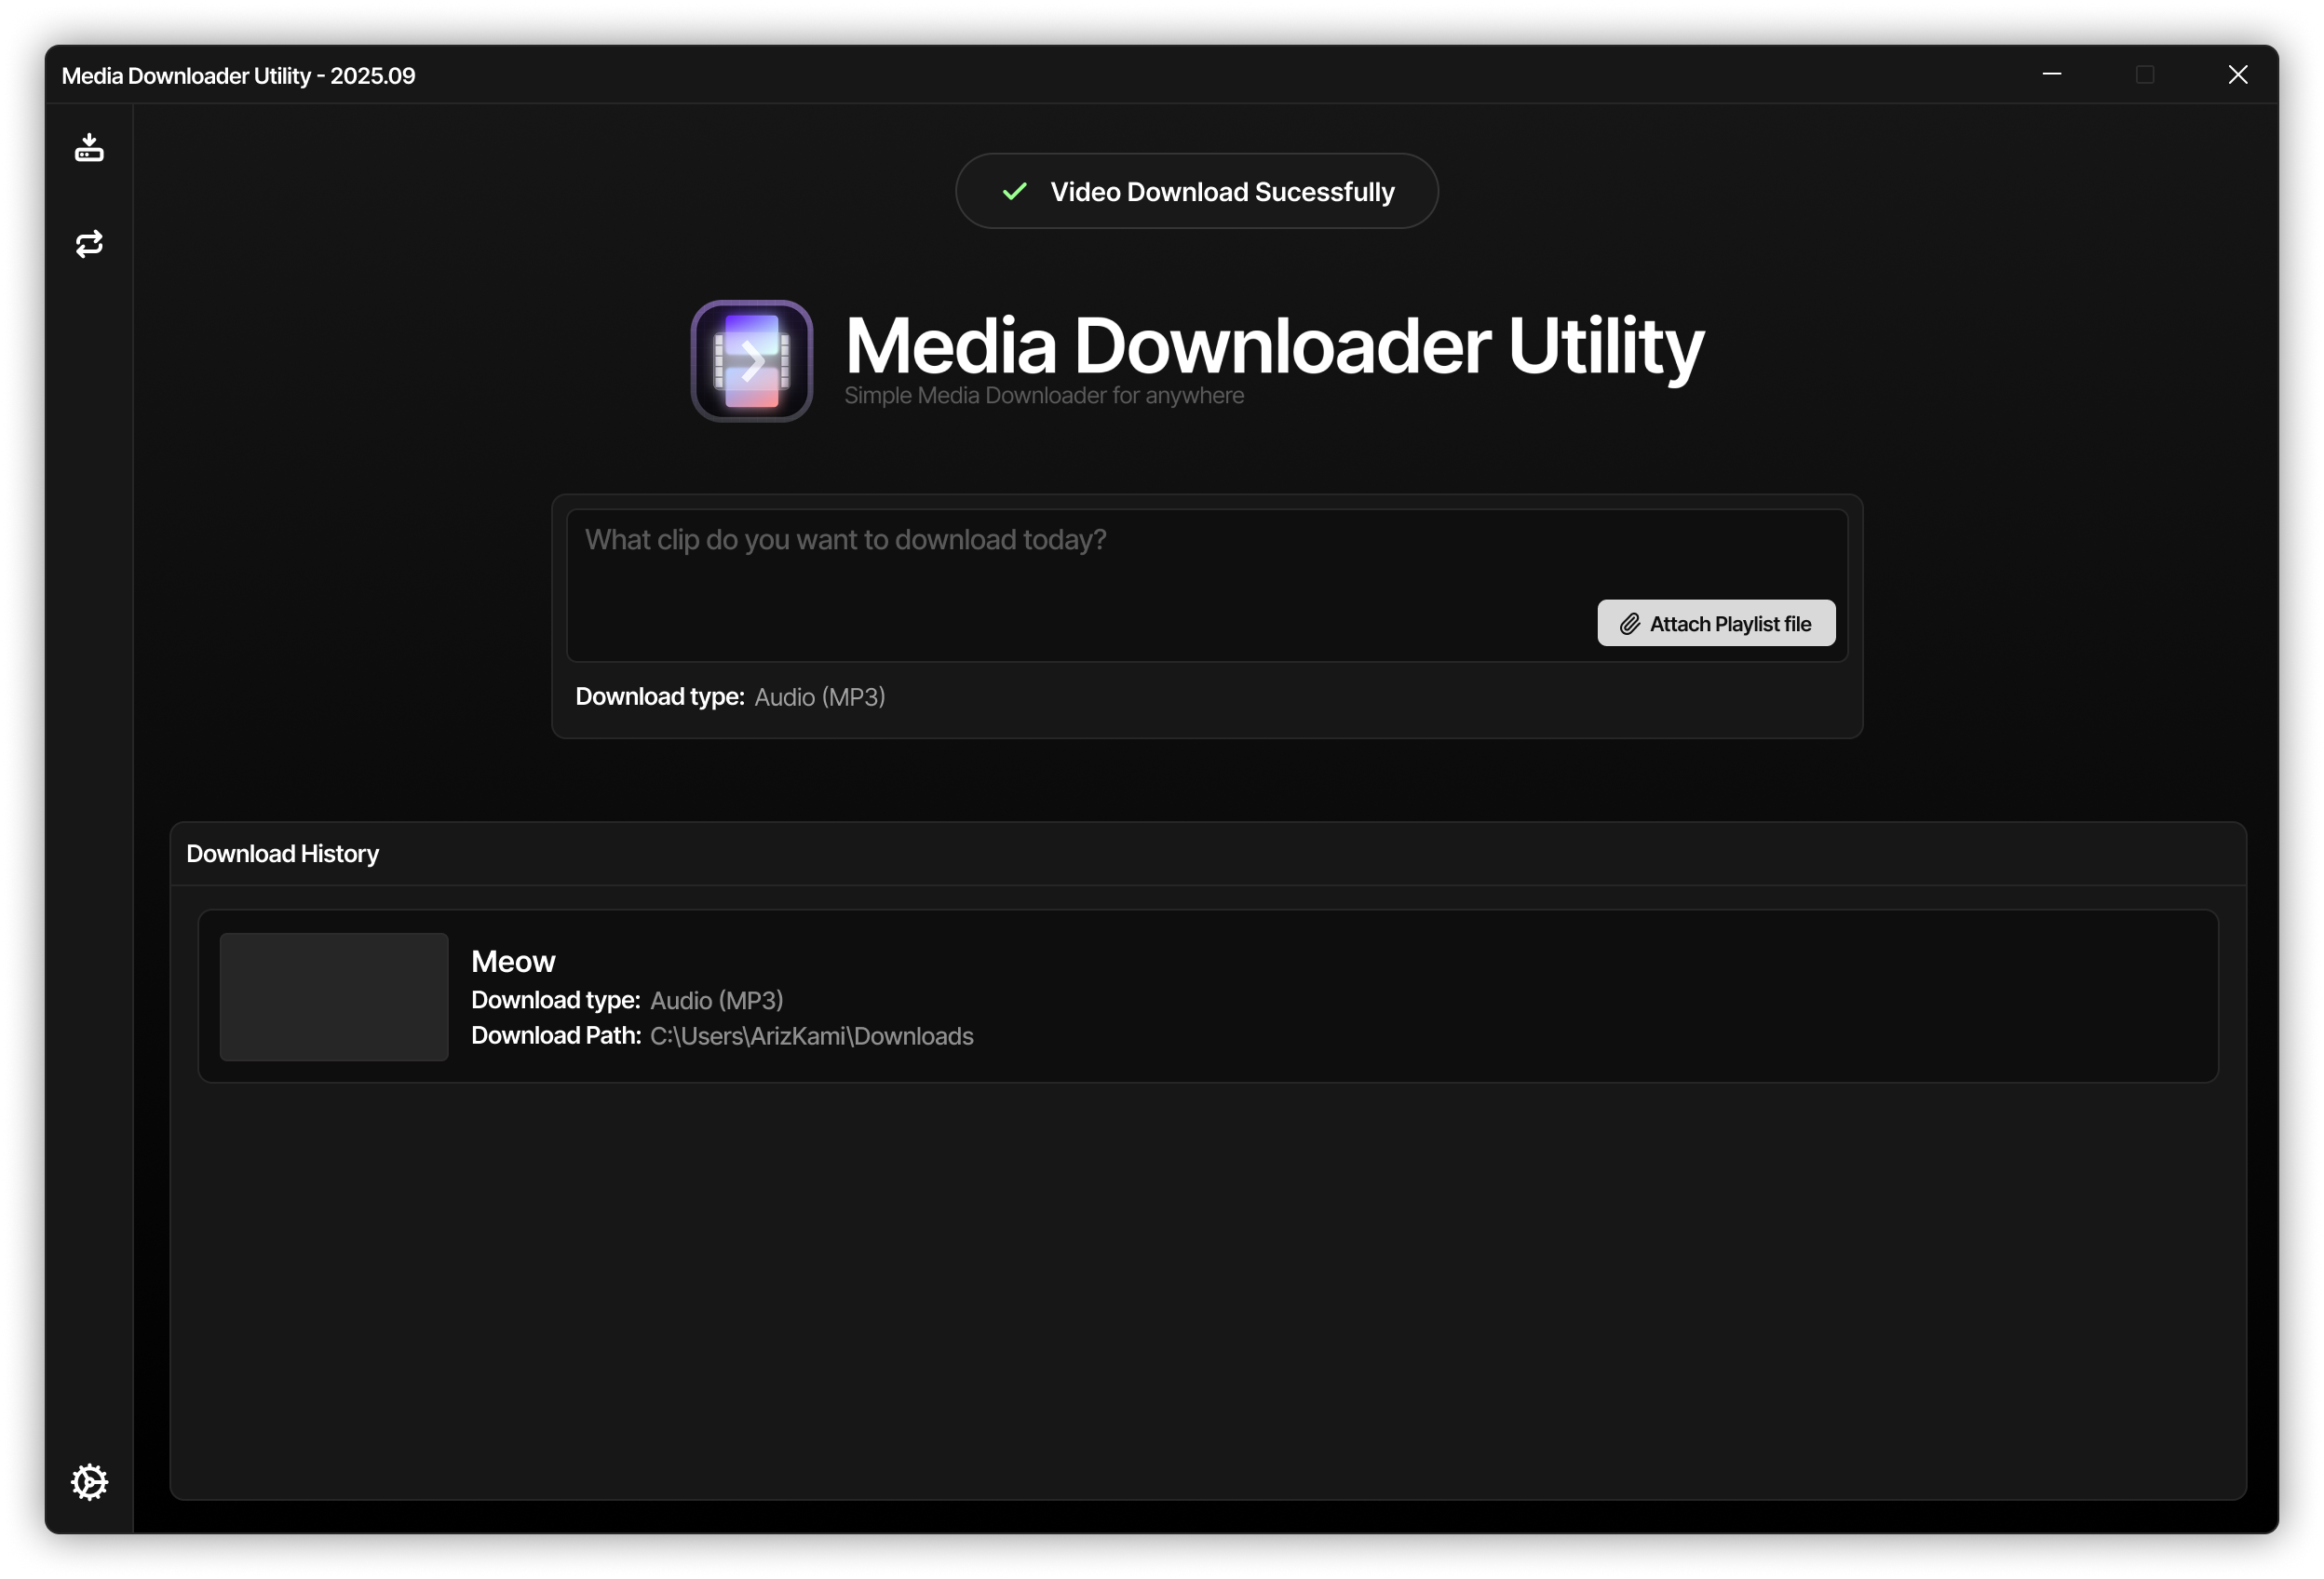 Media Downloader Utility - 2025.09
Video Download Sucessfully
Media Downloader Utility
Simple Media Downloader for anywhere
What clip do you want to download today?
Attach Playlist file
Download type: Audio (MP3)
Download History
Meow
Download type: Audio (MP3)
Download Path: C:\Users\ArizKami\Downloads